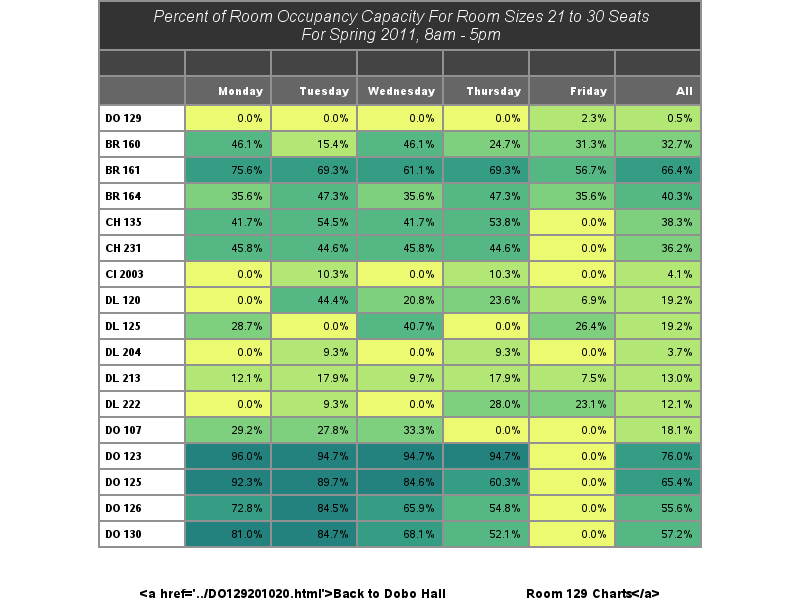 Percent of Room Occupancy Capacity For Room Sizes 21 to 30 Seats
For Spring 2011, 8am - 5pm
Monday Tuesday Wednesday Thursday Friday All
DO 129 0.0% 0.0% 0.0% 0.0% 2.3% 0.5%
BR 160 46.1% 15.4% 46.1% 24.7% 31.3% 32.7%
BR 161 75.6% 69.3% 61.1% 69.3% 56.7% 66.4%
BR 164 35.6% 47.3% 35.6% 47.3% 35.6% 40.3%
CH 135 41.7% 54.5% 41.7% 53.8% 0.0% 38.3%
CH 231 45.8% 44.6% 45.8% 44.6% 0.0% 36.2%
CI 2003 0.0% 10.3% 0.0% 10.3% 0.0% 4.1%
DL 120 0.0% 44.4% 20.8% 23.6% 6.9% 19.2%
DL 125 28.7% 0.0% 40.7% 0.0% 26.4% 19.2%
DL 204 0.0% 9.3% 0.0% 9.3% 0.0% 3.7%
DL 213 12.1% 17.9% 9.7% 17.9% 7.5% 13.0%
DL 222 0.0% 9.3% 0.0% 28.0% 23.1% 12.1%
DO 107 29.2% 27.8% 33.3% 0.0% 0.0% 18.1%
DO 123 96.0% 94.7% 94.7% 94.7% 0.0% 76.0%
DO 125 92.3% 89.7% 84.6% 60.3% 0.0% 65.4%
DO 126 72.8% 84.5% 65.9% 54.8% 0.0% 55.6%
DO 130 81.0% 84.7% 68.1% 52.1% 0.0% 57.2%
<a href='../DO129201020.html'>Back to Dobo Hall Room 129 Charts</a>